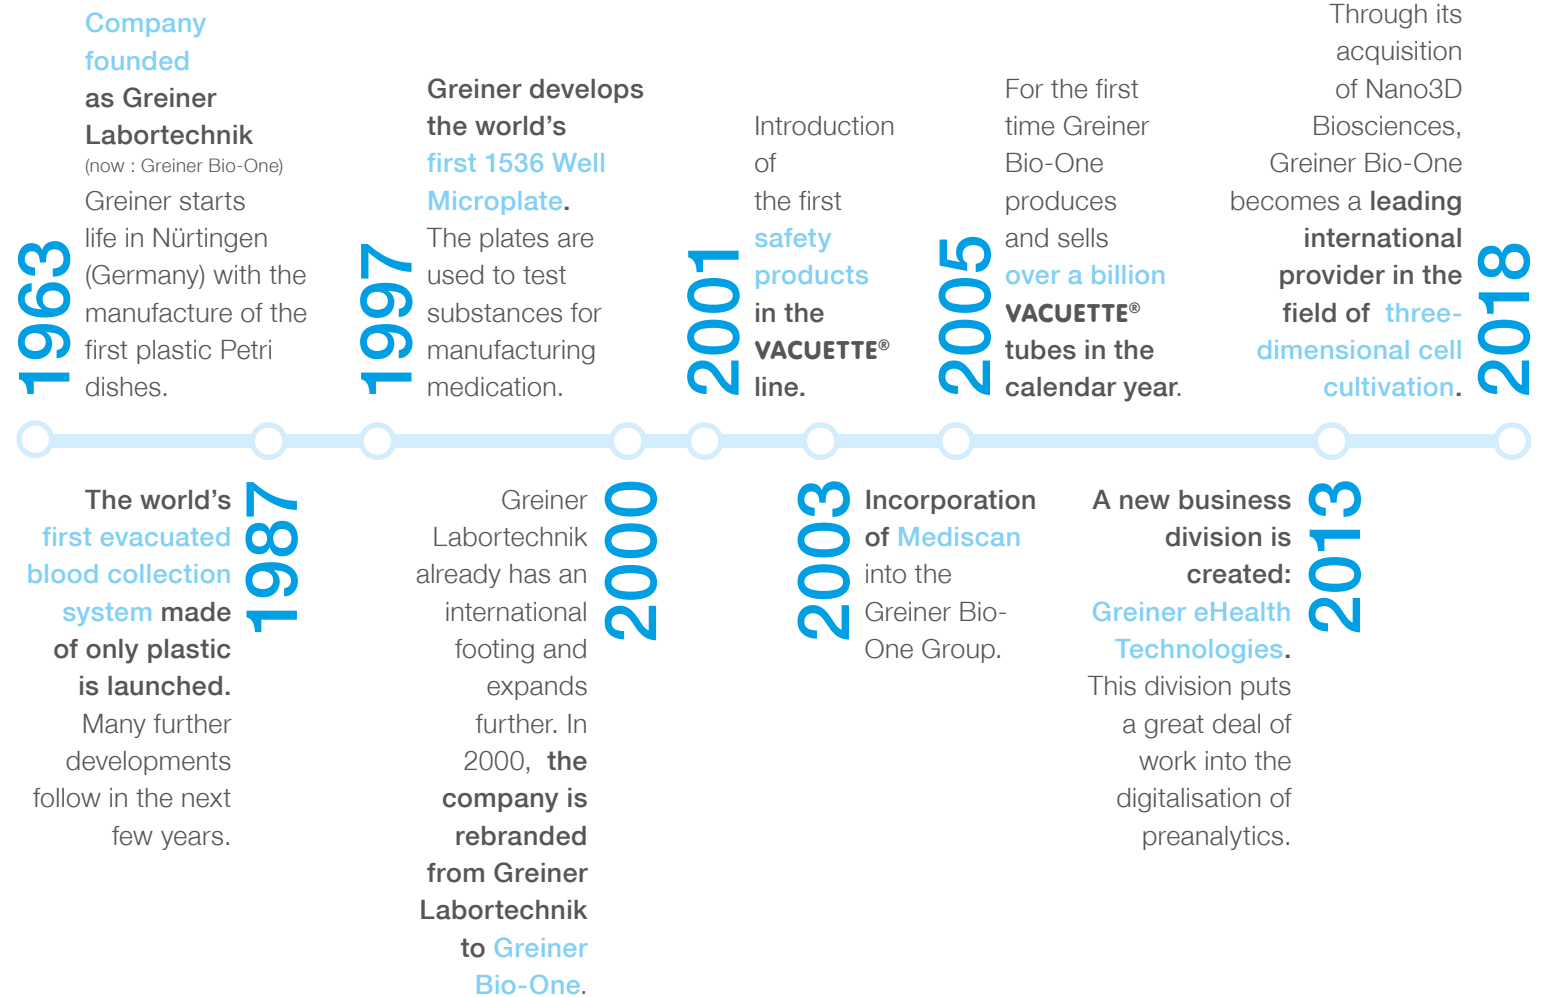 Company
founded
as Greiner
Labortechnik
(now : Greiner Bio-One)
Greiner starts
life in Nürtingen
(Germany) with the
manufacture of the
first plastic Petri
dishes.
1963
Greiner develops
the world's
first 1536 Well
Microplate.
The plates are
used to test
substances for
manufacturing
medication.
1997
Introduction
of
the first
safety
products
in the
VACUETTE®
line.
2001
For the first
time Greiner
Bio-One
produces
and sells
over a billion
VACUETTE®
tubes in the
calendar year.
2005
Through its
acquisition
of Nano3D
Biosciences,
Greiner Bio-One
becomes a leading
international
provider in the
field of three-
dimensional cell
cultivation.
2018
The world's
first evacuated
blood collection
system made
of only plastic
is launched.
Many further
developments
follow in the next
few years.
1987
Greiner
Labortechnik
already has an
international
footing and
expands
further. In
2000, the
company is
rebranded
from Greiner
Labortechnik
to Greiner
Bio-One.
2000
2003
Incorporation
of Mediscan
into the
Greiner Bio-
One Group.
A new business
division is
created:
Greiner eHealth
Technologies.
This division puts
a great deal of
work into the
digitalisation of
preanalytics.
2013